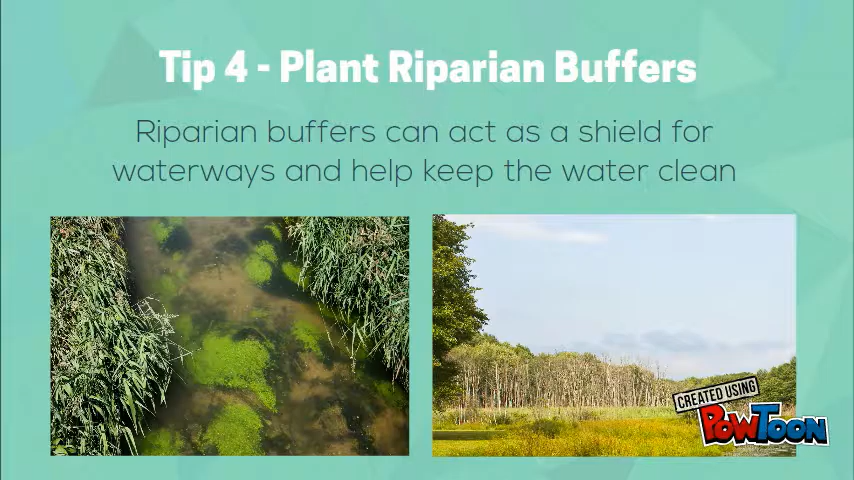 Tip 4 - Plant Riparian Buffers
Riparian buffers can act as a shield for
waterways and help keep the water clean
CREATED USING
POWTOON